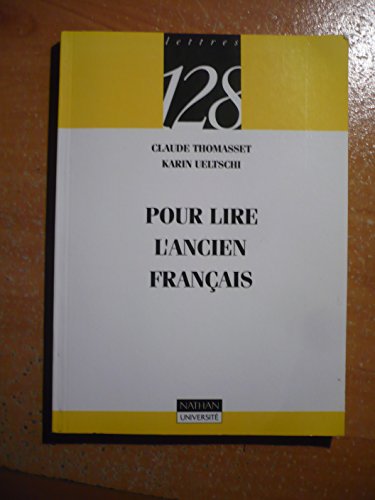 lettres
128
CLAUDE THOMASSET
KARIN UELTSCHI
POUR LIRE
L'ANCIEN
FRANÇAIS
NATHAN
UNIVERSITÉ